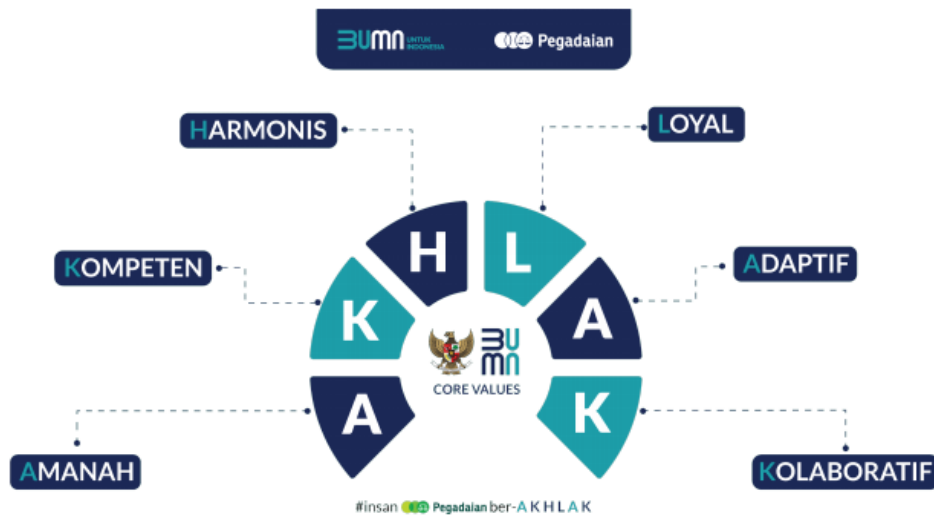 BUMN UNTUK INDONESIA
Pegadaian
HARMONIS
LOYAL
KOMPETEN
ADAPTIF
AMANAH
KOLABORATIF
A
K
H
L
A
K
BUMN
CORE VALUES
#insan Pegadaian ber-AKHLAK